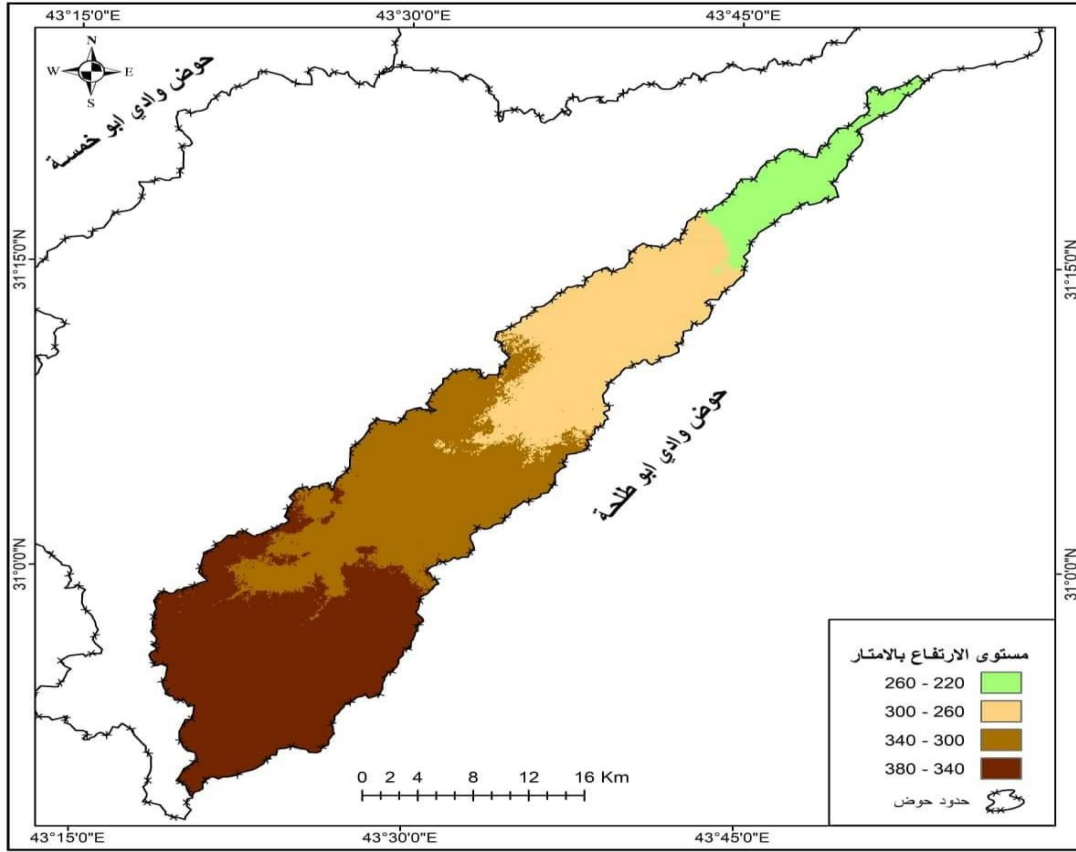 43°15'0"E
43°30'0"E
43°45'0"E
N
W E
S
حوض وادي ابو خمسة
31°15'0"N
31°15'0"N
حوض وادي ابو طلحة
31°0'0"N
31°0'0"N
مستوى الارتفاع بالامتار
260 - 220
300 - 260
340 - 300
380 - 340
حدود حوض
0 2 4 8 12 16 Km
43°15'0"E
43°30'0"E
43°45'0"E